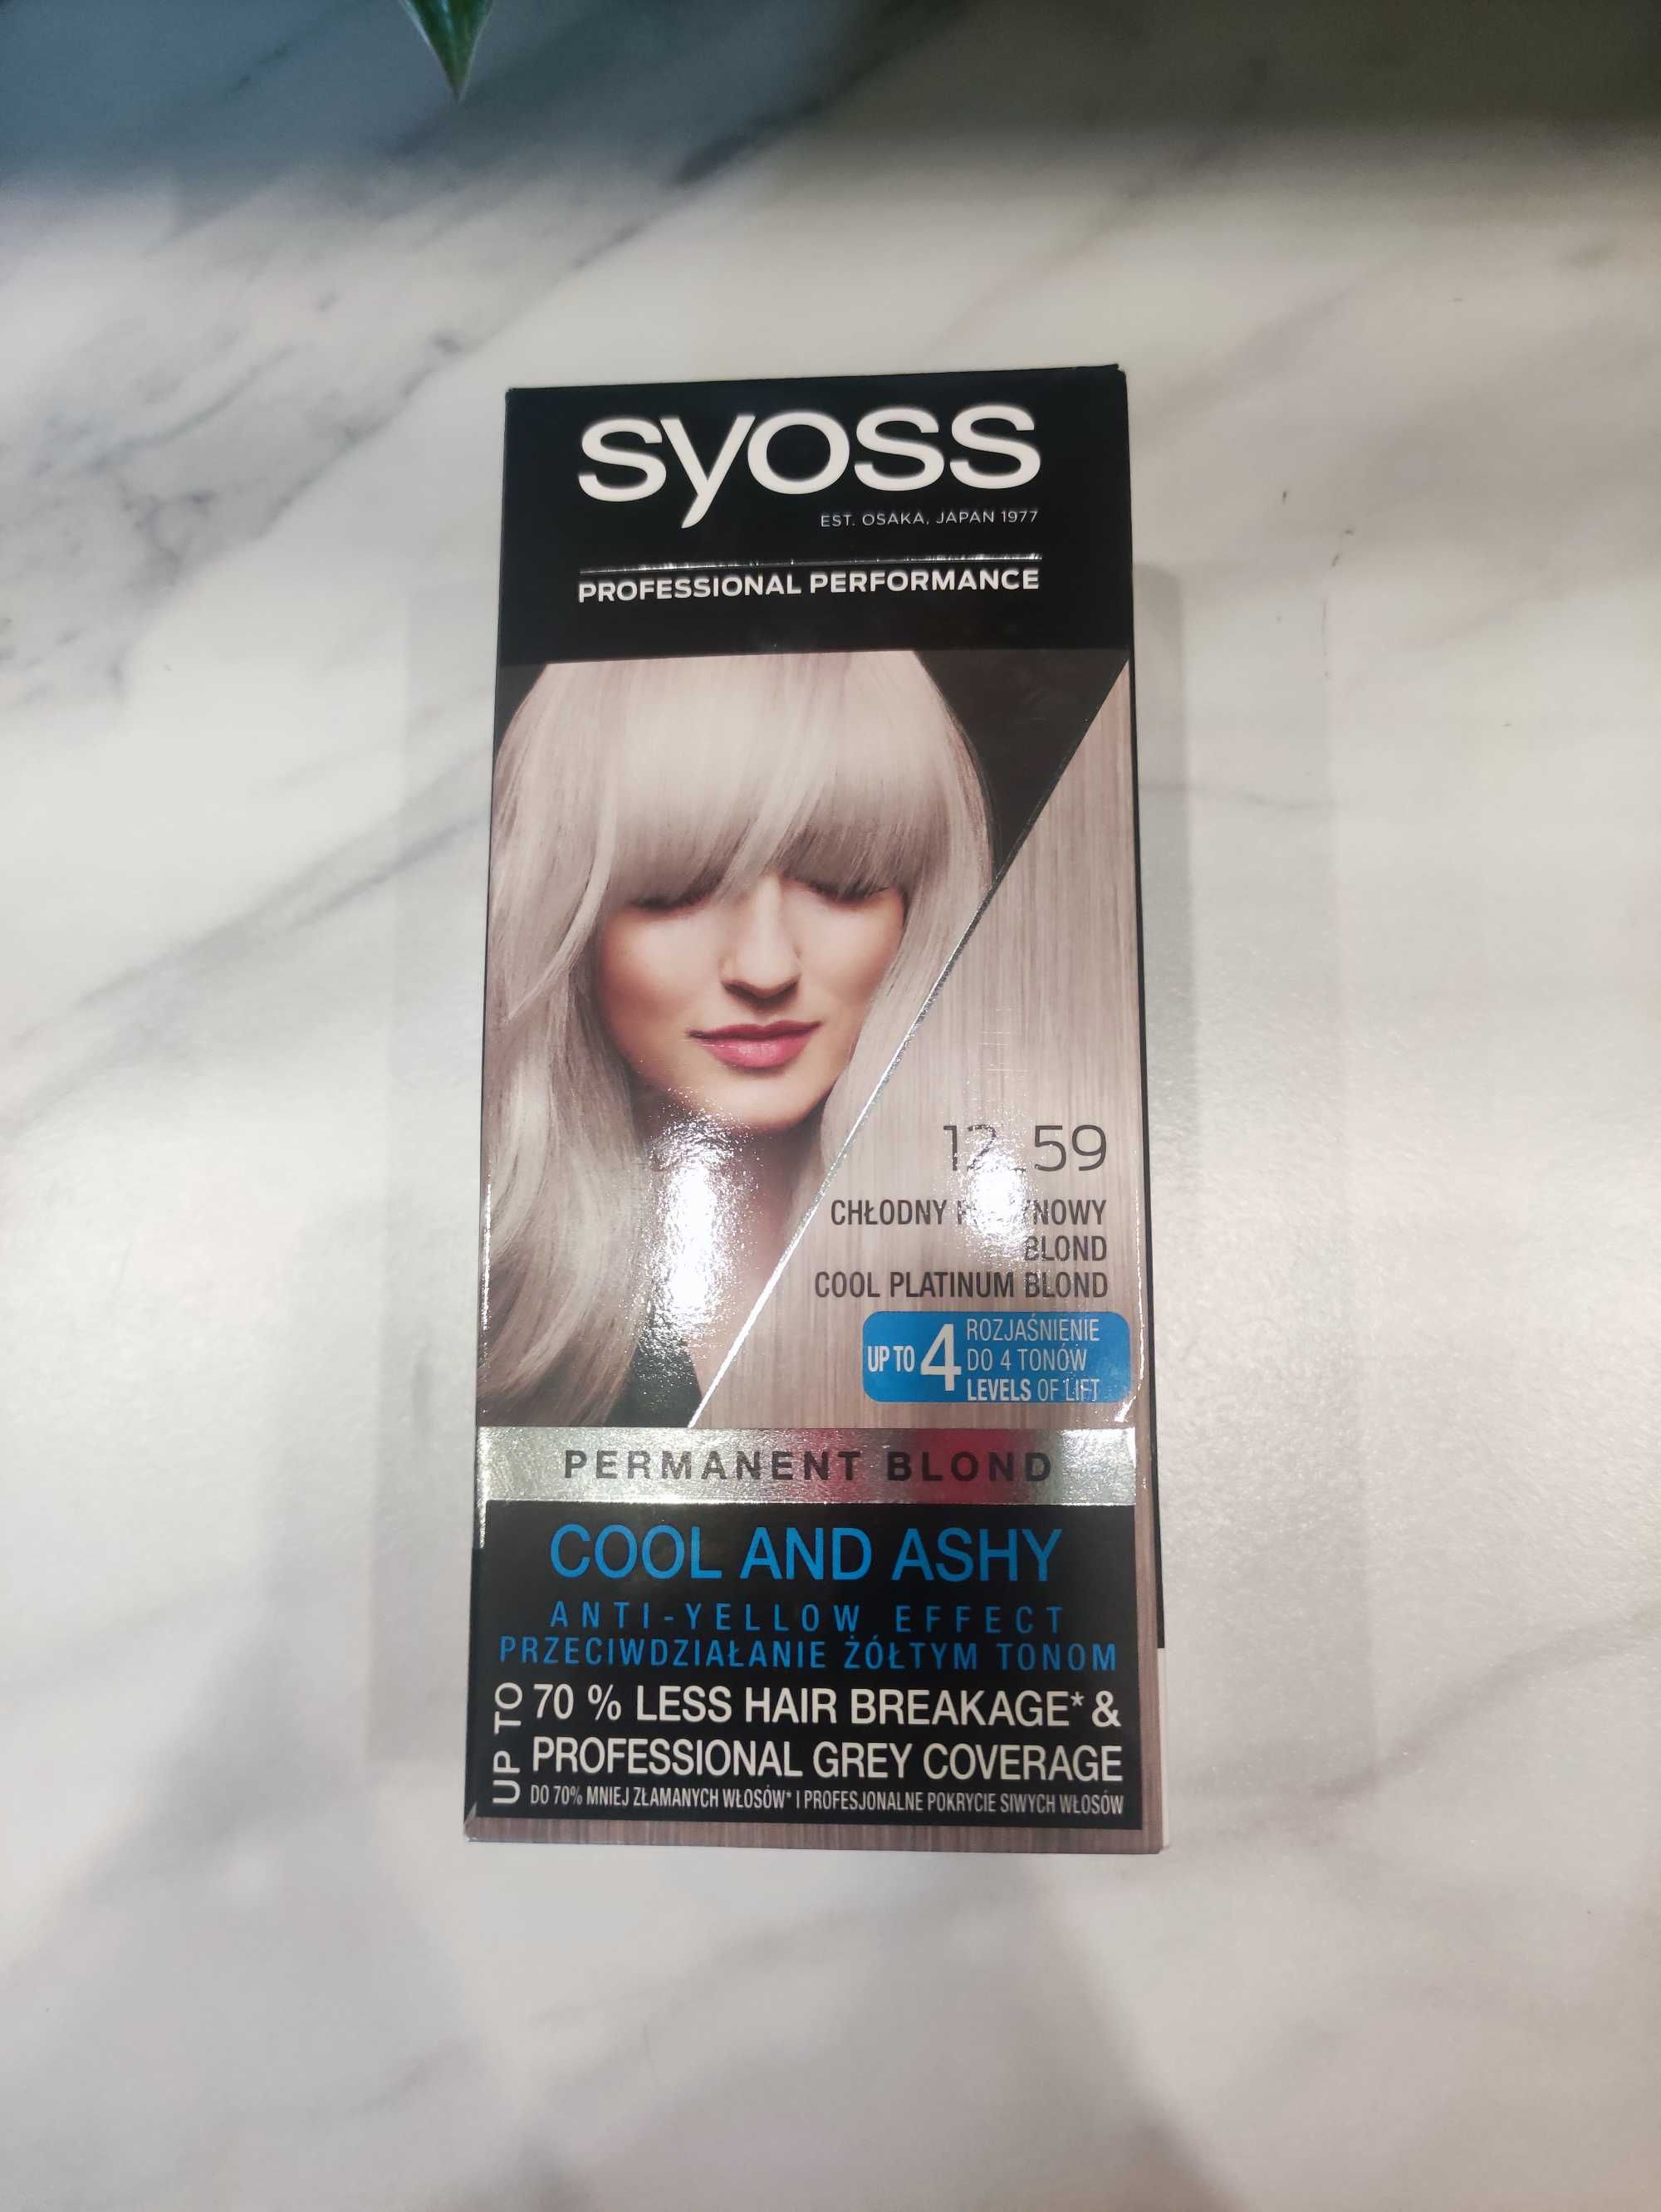 syoss
EST. OSAKA, JAPAN 1977
PROFESSIONAL PERFORMANCE
12_59
CHŁODNY
BLOND
COOL PLATINUM BLOND
UP TO 4
ROZJAŚNIENIE
DO 4 TONÓW
LEVELS OF LIFT
PERMANENT BLOND
COOL AND ASHY
ANTI-YELLOW EFFECT
PRZECIWDZIAŁANIE ŻÓŁTYM TONOM
UP TO
70 % LESS HAIR BREAKAGE* &
PROFESSIONAL GREY COVERAGE
DO 70% MNIEJ ZŁAMANYCH WŁOSÓW* I PROFESJONALNE POKRYCIE SIWYCH WŁOSÓW